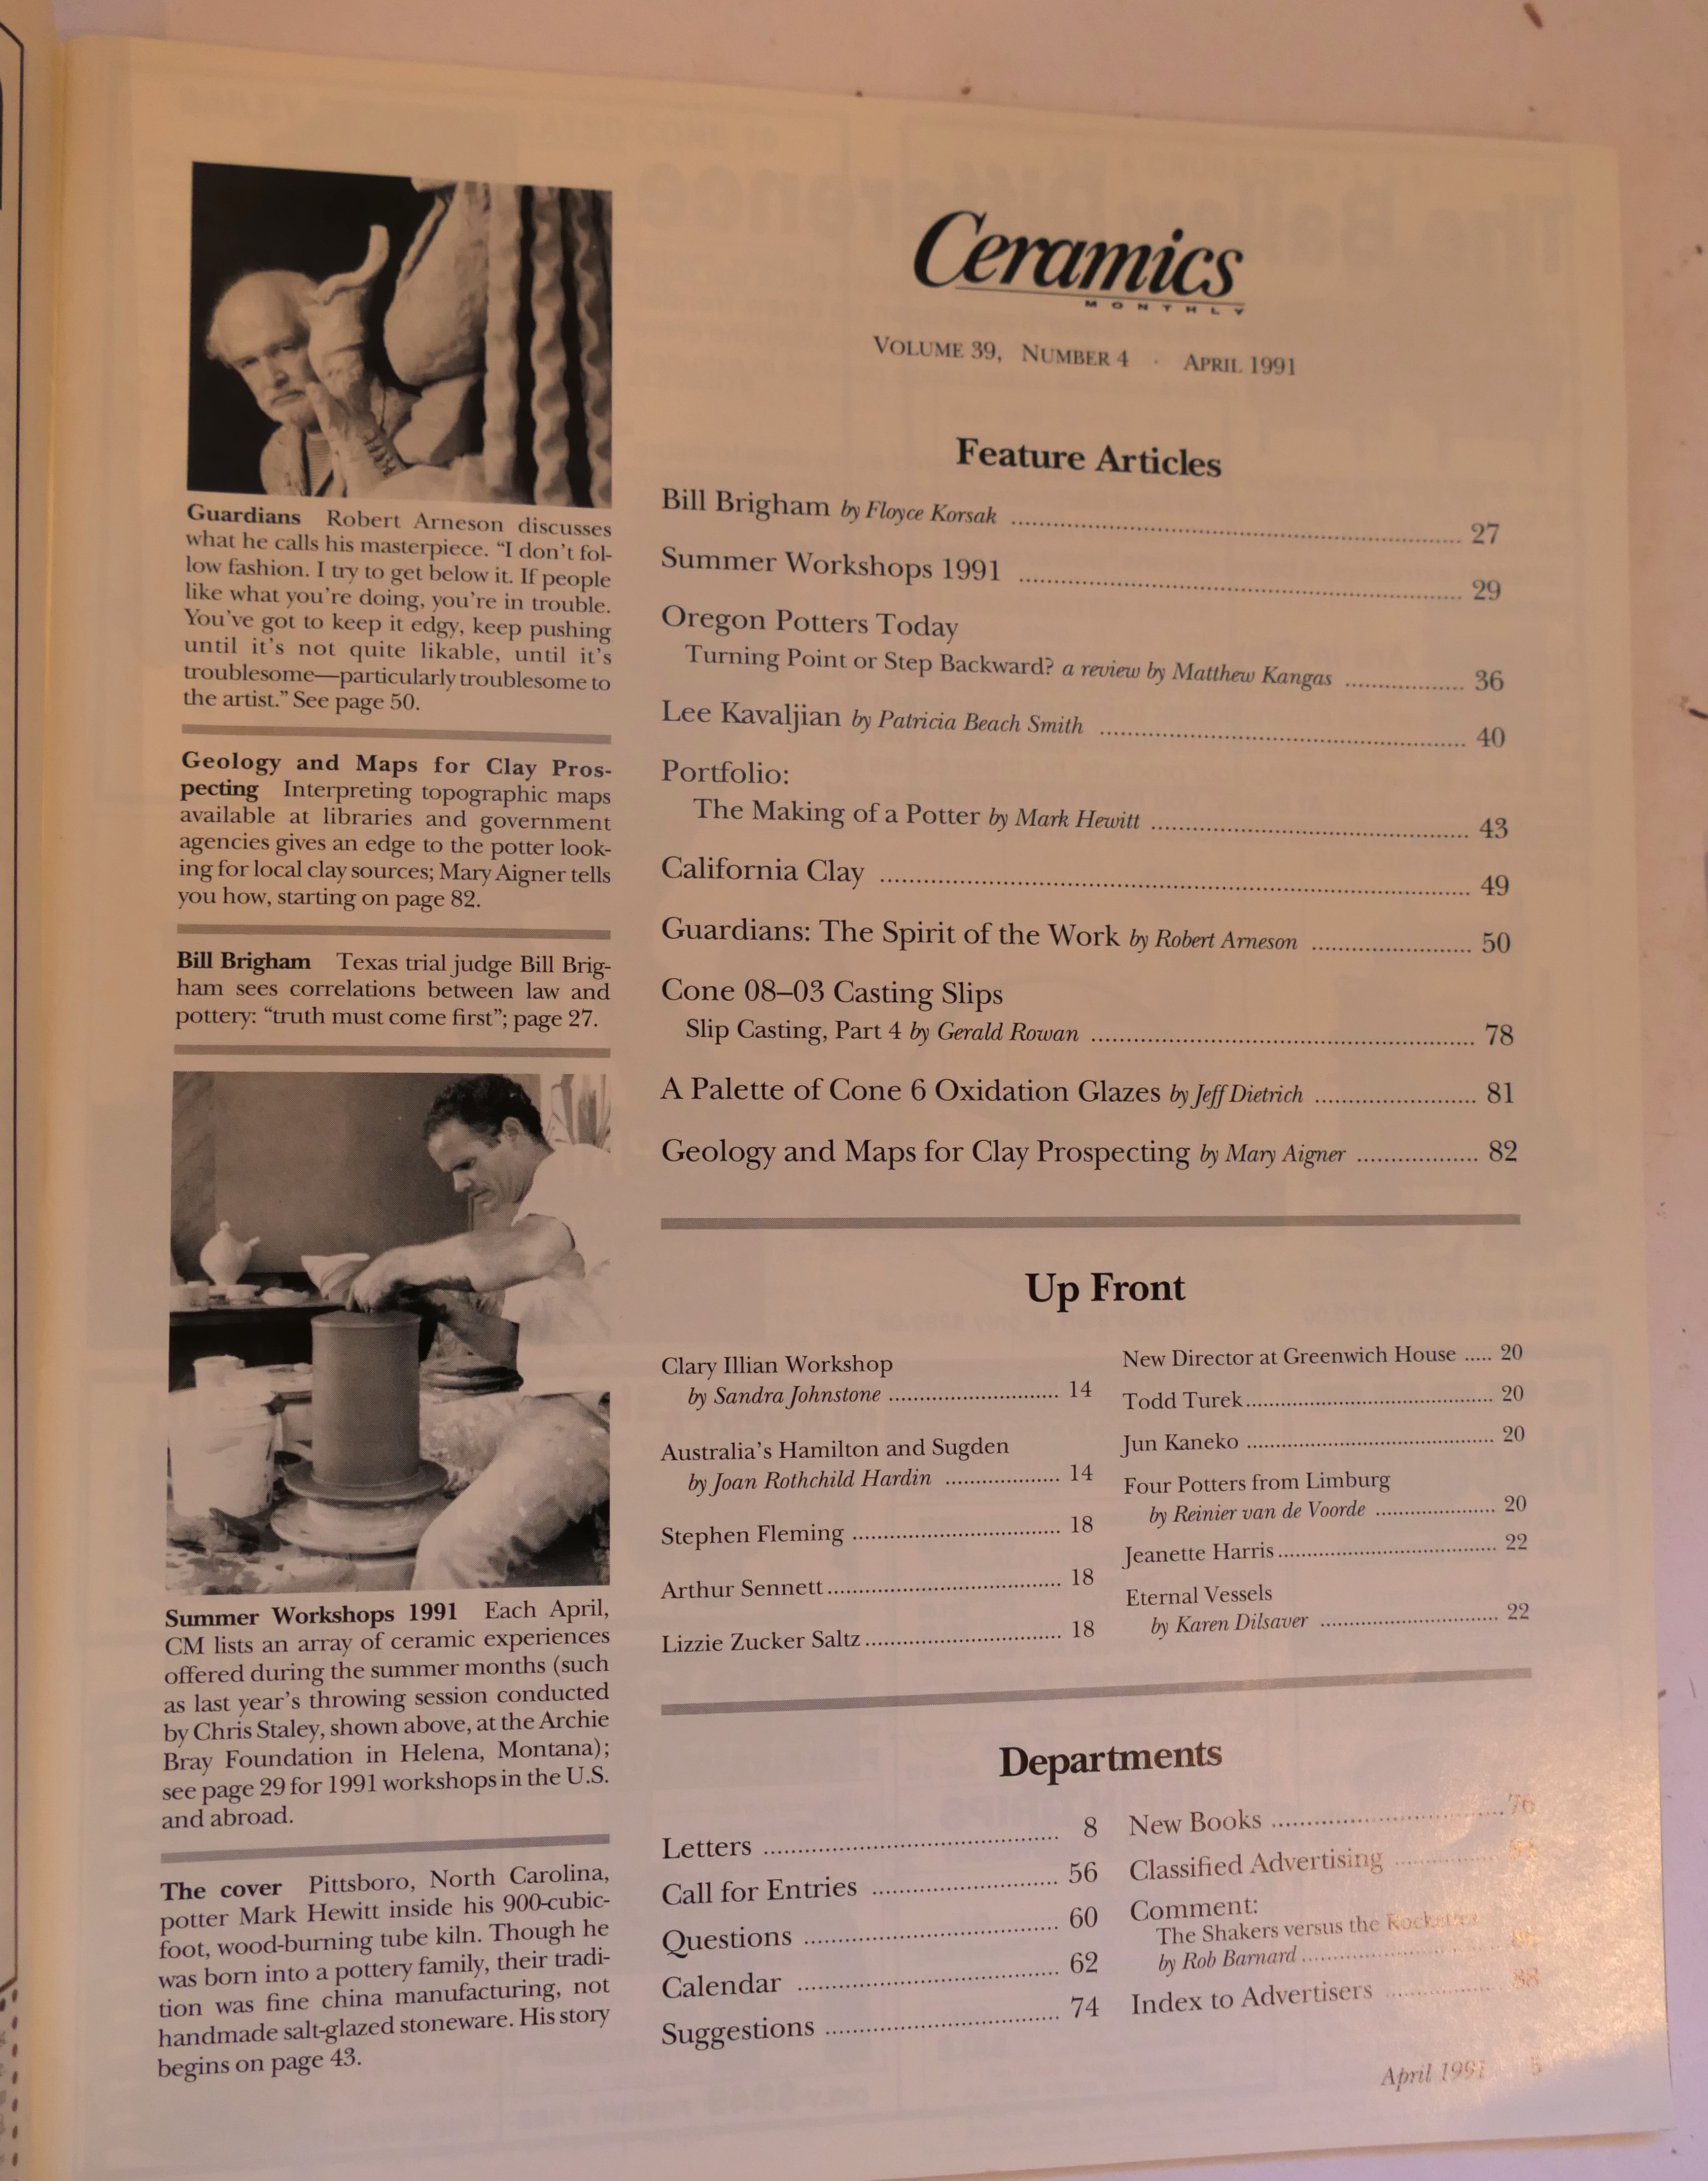 Guardians Robert Arneson discusses
what he calls his masterpiece. “I don’t fol-
low fashion. I try to get below it. If people
like what you’re doing, you’re in trouble.
You’ve got to keep it edgy, keep pushing
until it’s not quite likable, until it’s
troublesome—particularly troublesome to
the artist.” See page 50.
Geology and Maps for Clay Pros-
pecting Interpreting topographic maps
available at libraries and government
agencies gives an edge to the potter look-
ing for local clay sources; Mary Aigner tells
you how, starting on page 82.
Bill Brigham Texas trial judge Bill Brig-
ham sees correlations between law and
pottery: “truth must come first”; page 27.
Summer Workshops 1991 Each April,
CM lists an array of ceramic experiences
offered during the summer months (such
as last year’s throwing session conducted
by Chris Staley, shown above, at the Archie
Bray Foundation in Helena, Montana);
see page 29 for 1991 workshops in the U.S.
and abroad.
The cover Pittsboro, North Carolina,
potter Mark Hewitt inside his 900-cubic-
foot, wood-burning tube kiln. Though he
was born into a pottery family, their tradi-
tion was fine china manufacturing, not
handmade salt-glazed stoneware. His story
begins on page 43.
Ceramics
MONTHLY
VOLUME 39, NUMBER 4 · APRIL 1991
Feature Articles
Bill Brigham by Floyce Korsak ........ 27
Summer Workshops 1991 ........ 29
Oregon Potters Today
Turning Point or Step Backward? a review by Matthew Kangas ........ 36
Lee Kavaljian by Patricia Beach Smith ........ 40
Portfolio:
The Making of a Potter by Mark Hewitt ........ 43
California Clay ........ 49
Guardians: The Spirit of the Work by Robert Arneson ........ 50
Cone 08–03 Casting Slips
Slip Casting, Part 4 by Gerald Rowan ........ 78
A Palette of Cone 6 Oxidation Glazes by Jeff Dietrich ........ 81
Geology and Maps for Clay Prospecting by Mary Aigner ........ 82
Up Front
Clary Illian Workshop
by Sandra Johnstone ........ 14
Australia’s Hamilton and Sugden
by Joan Rothchild Hardin ........ 14
Stephen Fleming ........ 18
Arthur Sennett ........ 18
Lizzie Zucker Saltz ........ 18
New Director at Greenwich House ..... 20
Todd Turek ........ 20
Jun Kaneko ........ 20
Four Potters from Limburg
by Reinier van de Voorde ........ 20
Jeanette Harris ........ 22
Eternal Vessels
by Karen Dilsaver ........ 22
Departments
Letters ........ 8
Call for Entries ........ 56
Questions ........ 60
Calendar ........ 62
Suggestions ........ 74
New Books ........ 76
Classified Advertising ........
Comment:
The Shakers versus the Rockettes
by Rob Barnard ........
Index to Advertisers ........ 88
April 1991 5